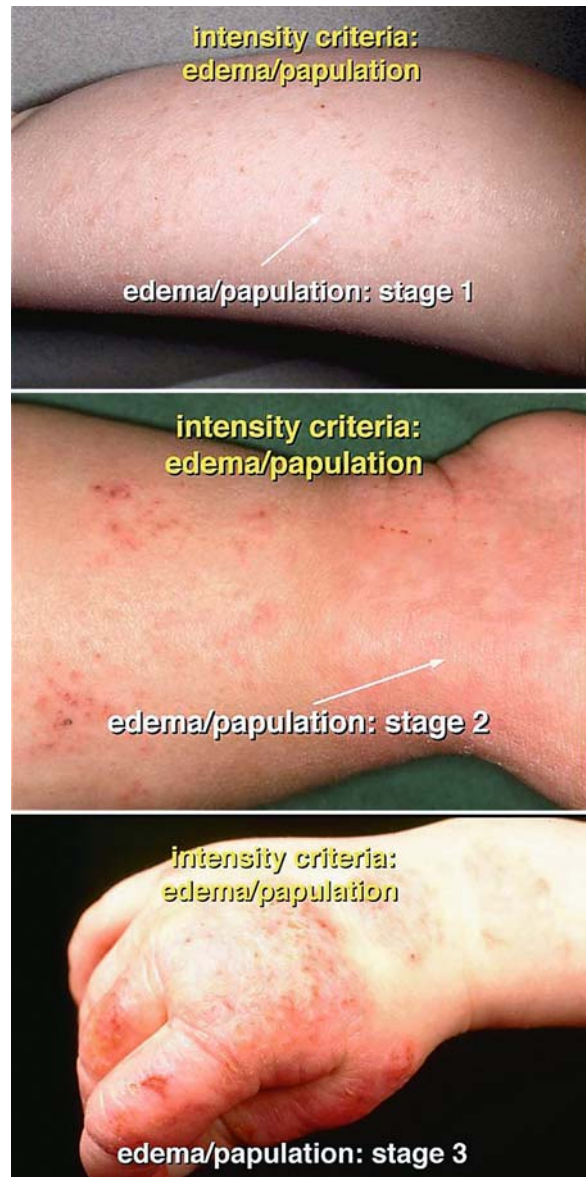 intensity criteria:
edema/papulation
edema/papulation: stage 1
intensity criteria:
edema/papulation
edema/papulation: stage 2
intensity criteria:
edema/papulation
edema/papulation: stage 3